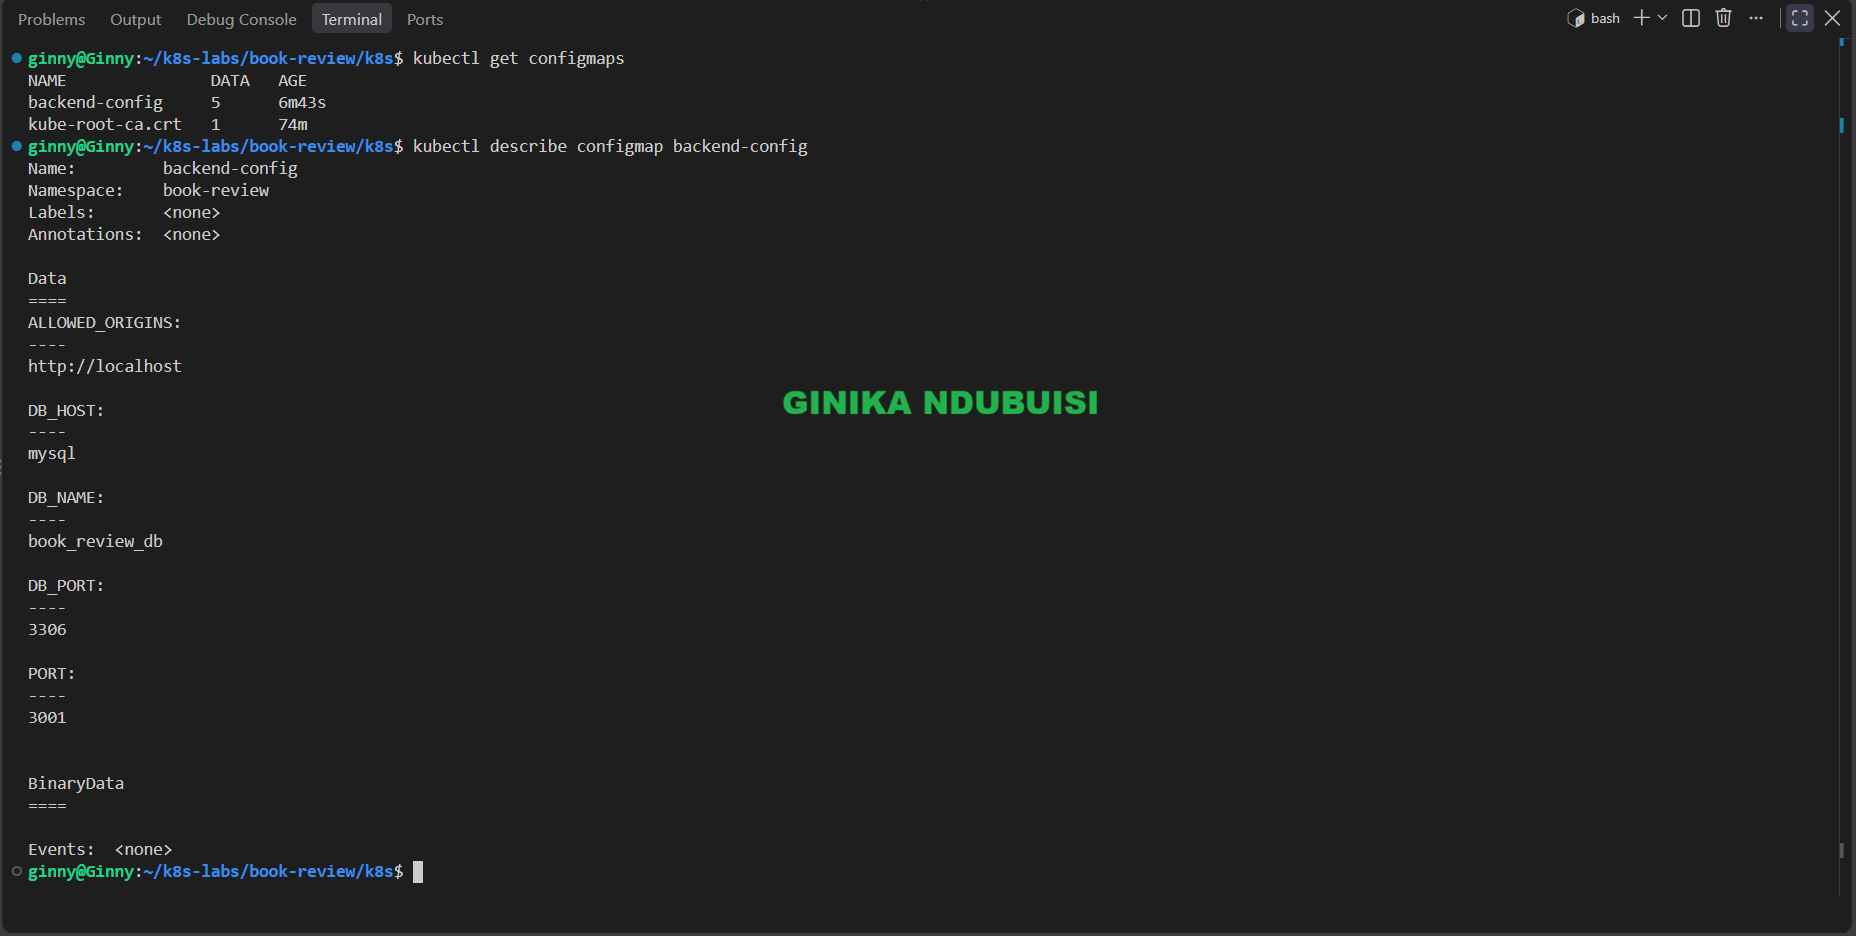 Problems Output Debug Console Terminal Ports bash
ginny@Ginny:~/k8s-labs/book-review/k8s$ kubectl get configmaps
NAME DATA AGE
backend-config 5 6m43s
kube-root-ca.crt 1 74m
ginny@Ginny:~/k8s-labs/book-review/k8s$ kubectl describe configmap backend-config
Name: backend-config
Namespace: book-review
Labels: <none>
Annotations: <none>
Data
====
ALLOWED_ORIGINS:
----
http://localhost
GINIKA NDUBUISI
DB_HOST:
----
mysql
DB_NAME:
----
book_review_db
DB_PORT:
----
3306
PORT:
----
3001
BinaryData
====
Events: <none>
ginny@Ginny:~/k8s-labs/book-review/k8s$